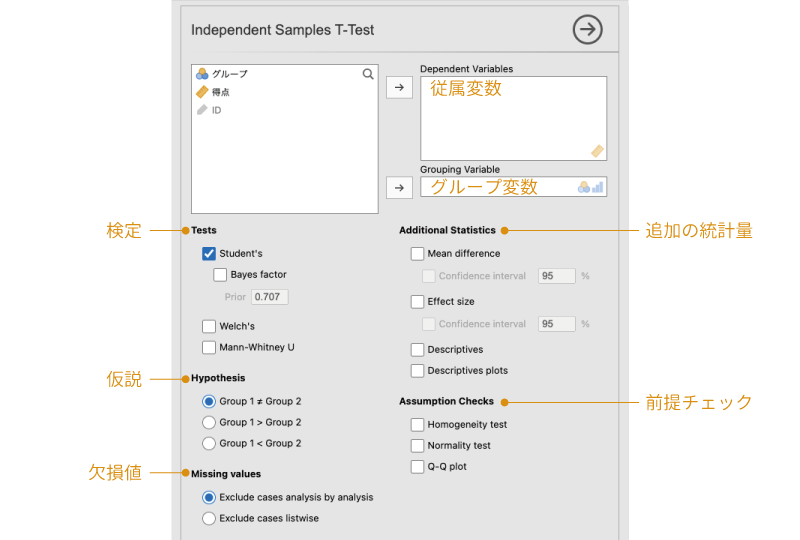 Independent Samples T-Test
グループ
得点
ID
Dependent Variables
従属変数
Grouping Variable
グループ変数
検定
Tests
Student's
Bayes factor
Prior 0.707
Welch's
Mann-Whitney U
仮説
Hypothesis
Group 1 ≠ Group 2
Group 1 > Group 2
Group 1 < Group 2
欠損値
Missing values
Exclude cases analysis by analysis
Exclude cases listwise
Additional Statistics
追加の統計量
Mean difference
Confidence interval 95 %
Effect size
Confidence interval 95 %
Descriptives
Descriptives plots
Assumption Checks
前提チェック
Homogeneity test
Normality test
Q-Q plot